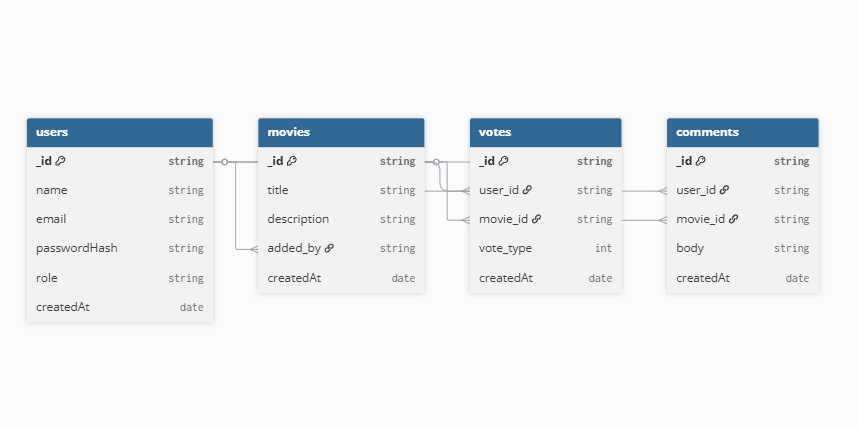 users
_id string
name string
email string
passwordHash string
role string
createdAt date
movies
_id string
title string
description string
added_by string
createdAt date
votes
_id string
user_id string
movie_id string
vote_type int
createdAt date
comments
_id string
user_id string
movie_id string
body string
createdAt date